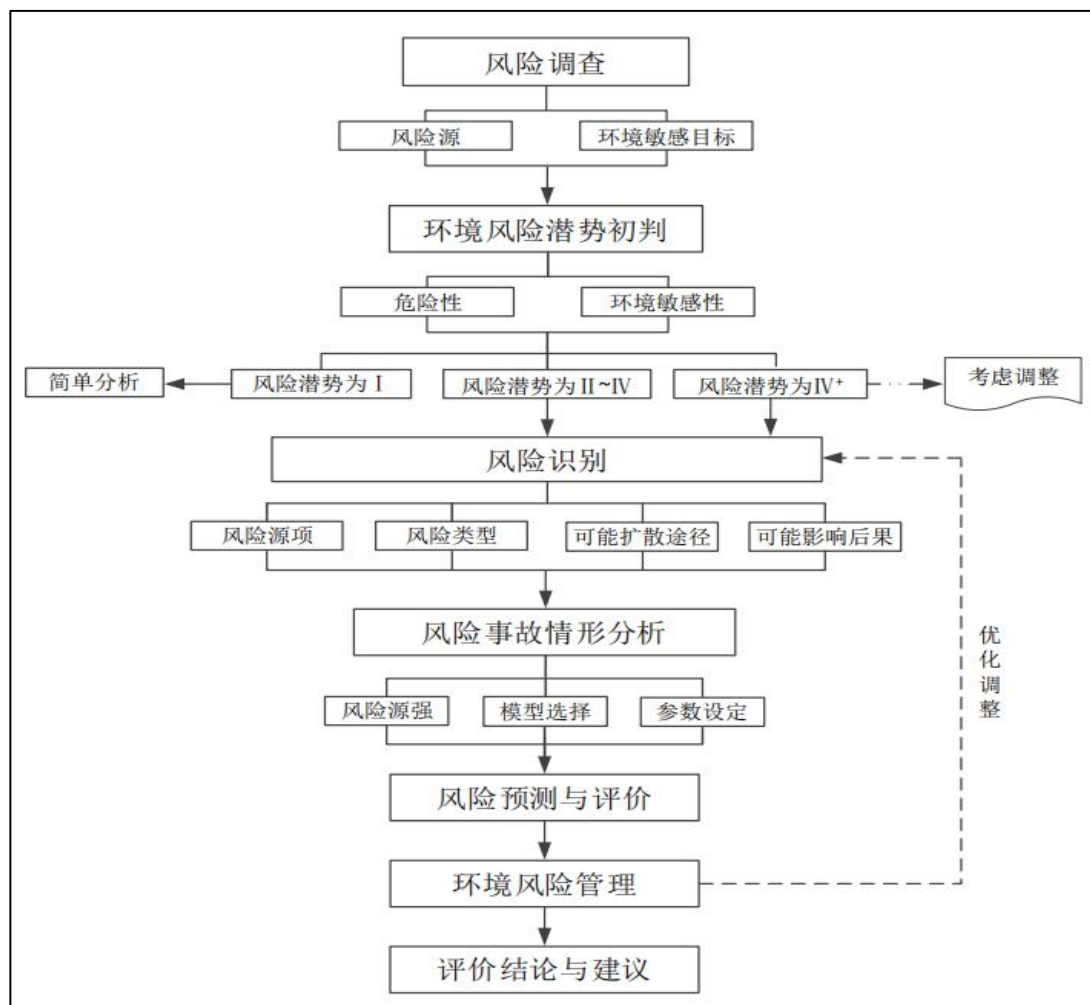 风险调查
风险源
环境敏感目标
环境风险潜势初判
危险性
环境敏感性
简单分析
风险潜势为Ⅰ
风险潜势为Ⅱ~Ⅳ
风险潜势为Ⅳ⁺
考虑调整
风险识别
风险源项
风险类型
可能扩散途径
可能影响后果
风险事故情形分析
优化调整
风险源强
模型选择
参数设定
风险预测与评价
环境风险管理
评价结论与建议